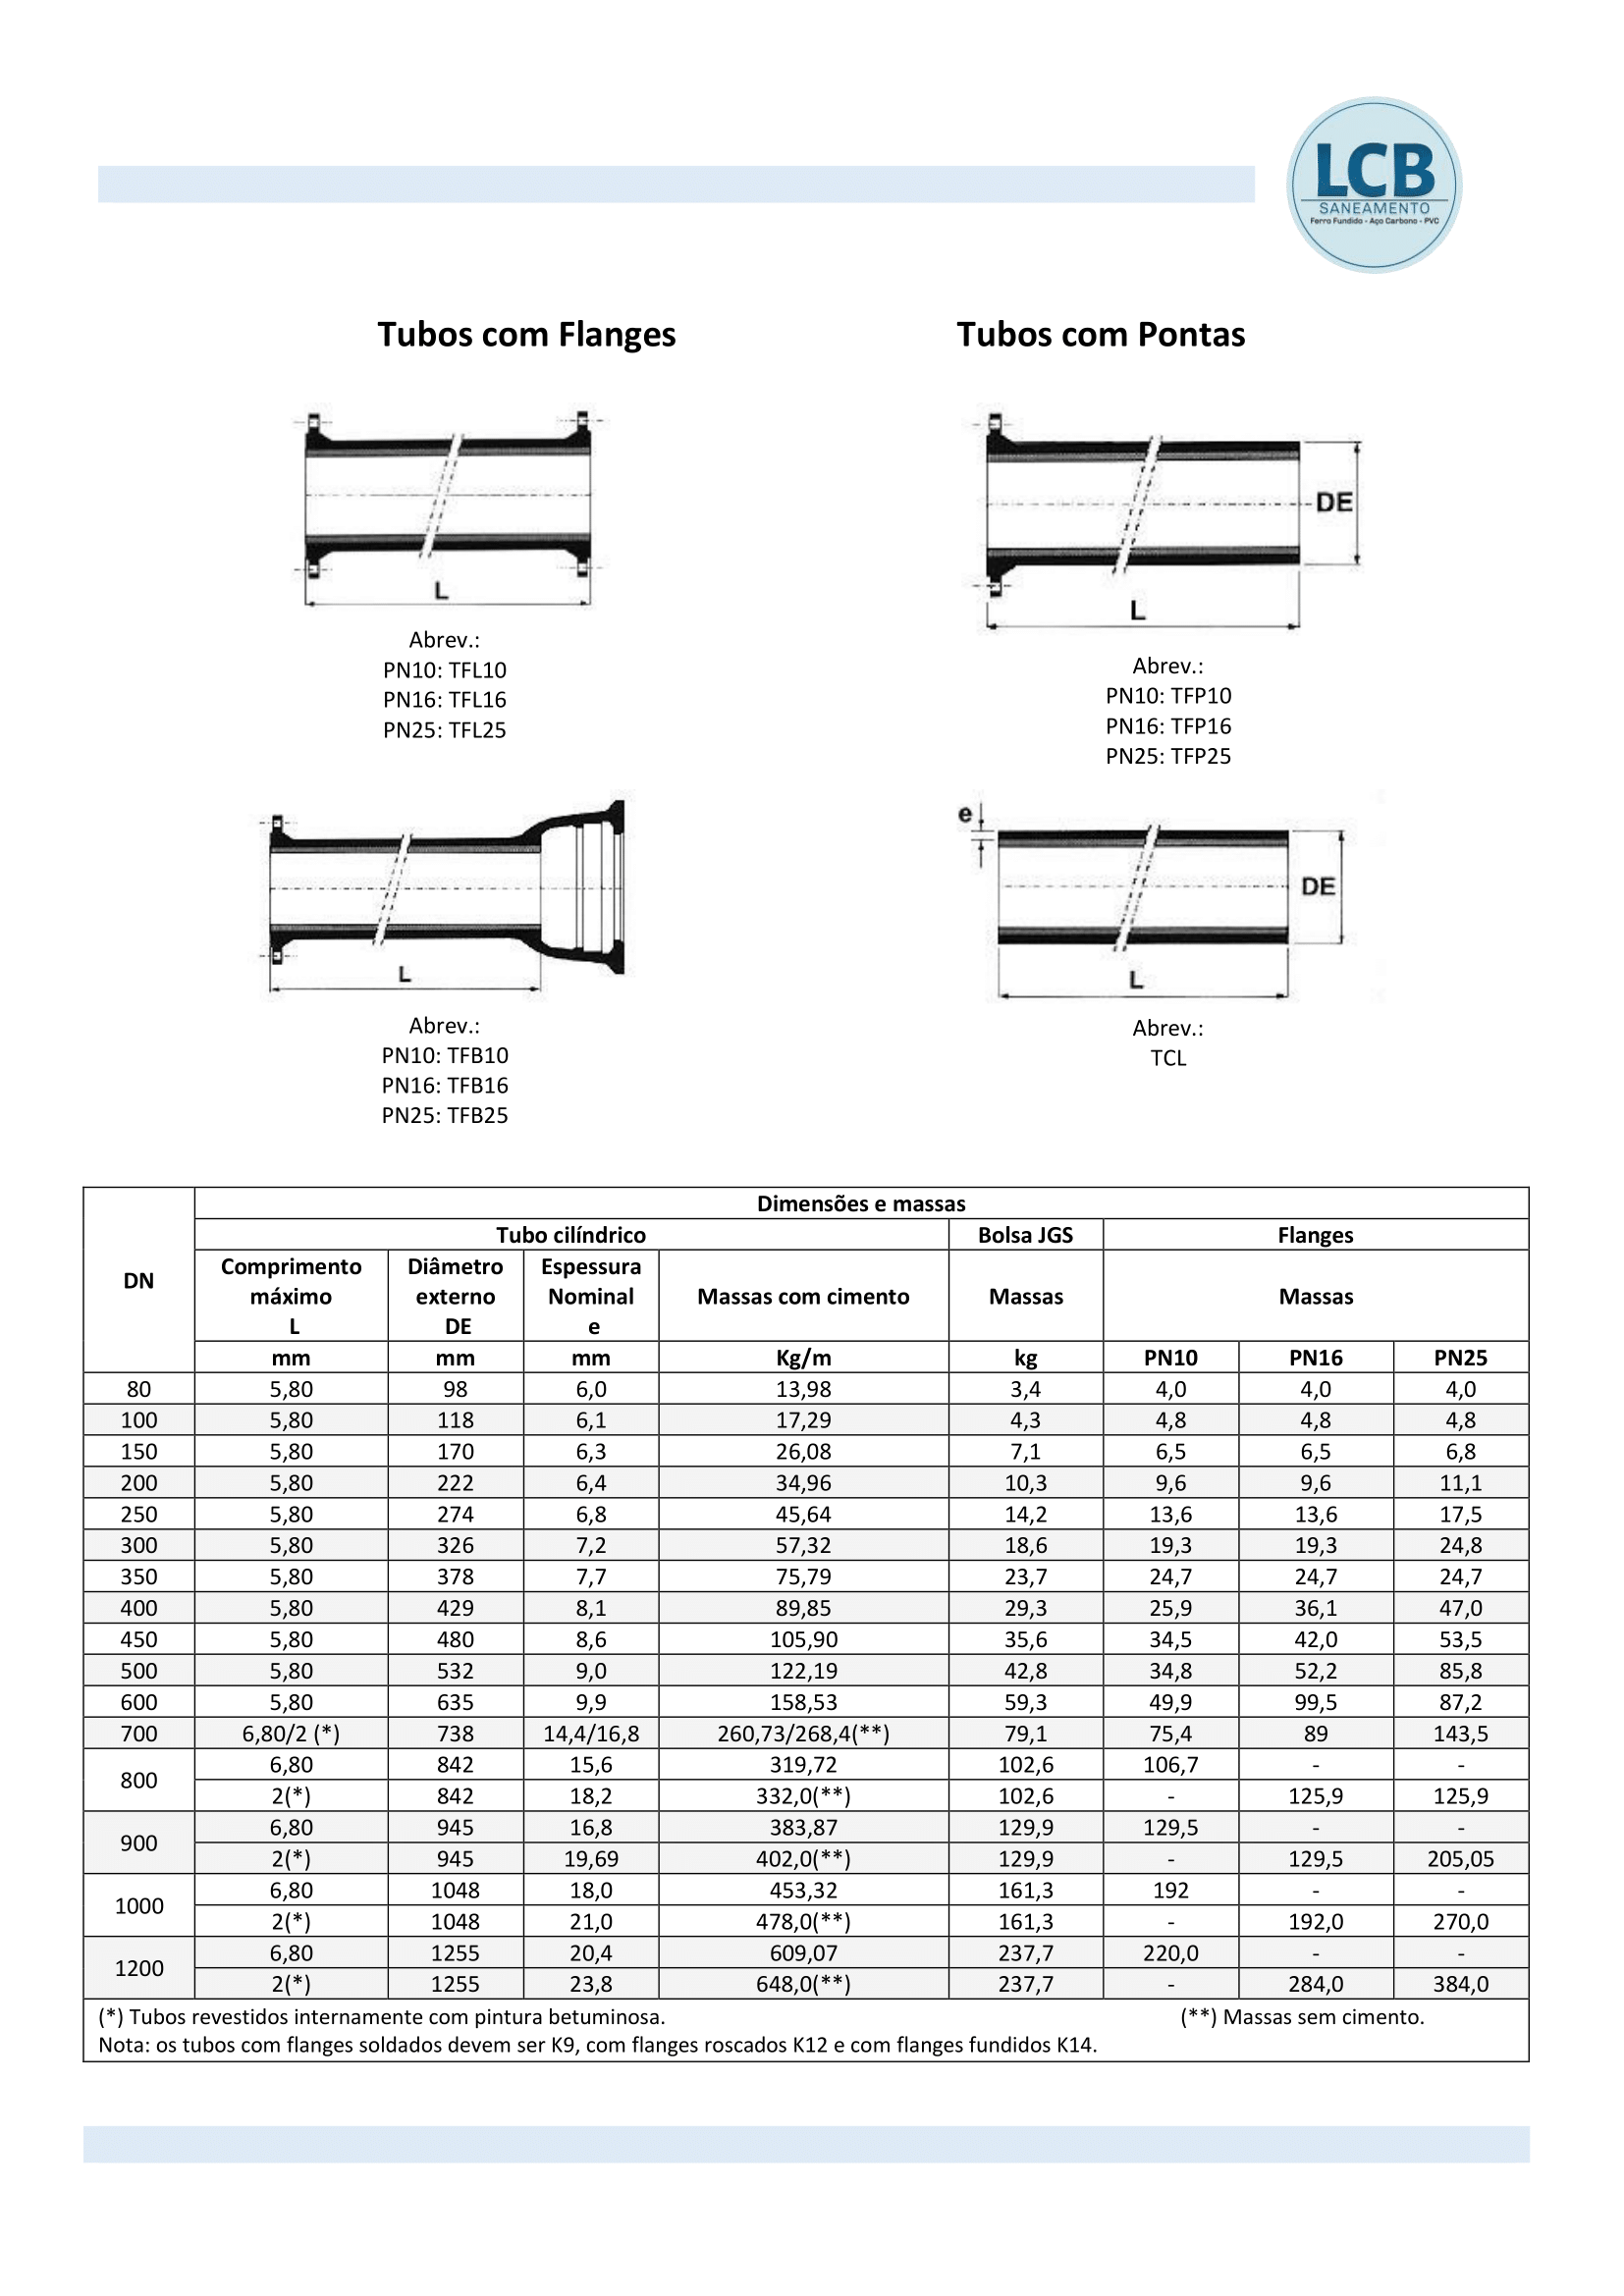 LCB
SANEAMENTO
Ferro Fundido - Aço Carbono - PVC
Tubos com Flanges
Tubos com Pontas
L
Abrev.:
PN10: TFL10
PN16: TFL16
PN25: TFL25
DE
L
Abrev.:
PN10: TFP10
PN16: TFP16
PN25: TFP25
L
Abrev.:
PN10: TFB10
PN16: TFB16
PN25: TFB25
e
DE
L
Abrev.:
TCL
Dimensões e massas
DN Tubo cilíndrico Bolsa JGS Flanges
Comprimento máximo L Diâmetro externo DE Espessura Nominal e Massas com cimento Massas Massas
mm mm mm Kg/m kg PN10 PN16 PN25
80 5,80 98 6,0 13,98 3,4 4,0 4,0 4,0
100 5,80 118 6,1 17,29 4,3 4,8 4,8 4,8
150 5,80 170 6,3 26,08 7,1 6,5 6,5 6,8
200 5,80 222 6,4 34,96 10,3 9,6 9,6 11,1
250 5,80 274 6,8 45,64 14,2 13,6 13,6 17,5
300 5,80 326 7,2 57,32 18,6 19,3 19,3 24,8
350 5,80 378 7,7 75,79 23,7 24,7 24,7 24,7
400 5,80 429 8,1 89,85 29,3 25,9 36,1 47,0
450 5,80 480 8,6 105,90 35,6 34,5 42,0 53,5
500 5,80 532 9,0 122,19 42,8 34,8 52,2 85,8
600 5,80 635 9,9 158,53 59,3 49,9 99,5 87,2
700 6,80/2 (*) 738 14,4/16,8 260,73/268,4(**) 79,1 75,4 89 143,5
800 6,80 842 15,6 319,72 102,6 106,7 - -
2(*) 842 18,2 332,0(**) 102,6 - 125,9 125,9
900 6,80 945 16,8 383,87 129,9 129,5 - -
2(*) 945 19,69 402,0(**) 129,9 - 129,5 205,05
1000 6,80 1048 18,0 453,32 161,3 192 - -
2(*) 1048 21,0 478,0(**) 161,3 - 192,0 270,0
1200 6,80 1255 20,4 609,07 237,7 220,0 - -
2(*) 1255 23,8 648,0(**) 237,7 - 284,0 384,0
(*) Tubos revestidos internamente com pintura betuminosa. (**) Massas sem cimento.
Nota: os tubos com flanges soldados devem ser K9, com flanges roscados K12 e com flanges fundidos K14.